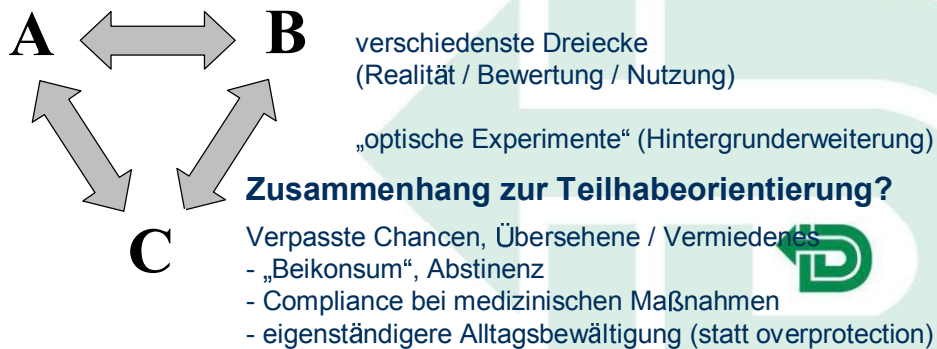 A B
C
verschiedenste Dreiecke
(Realität / Bewertung / Nutzung)
„optische Experimente“ (Hintergrunderweiterung)
Zusammenhang zur Teilhabeorientierung?
Verpasste Chancen, Übersehene / Vermiedenes
- „Beikonsum“, Abstinenz
- Compliance bei medizinischen Maßnahmen
- eigenständigere Alltagsbewältigung (statt overprotection)